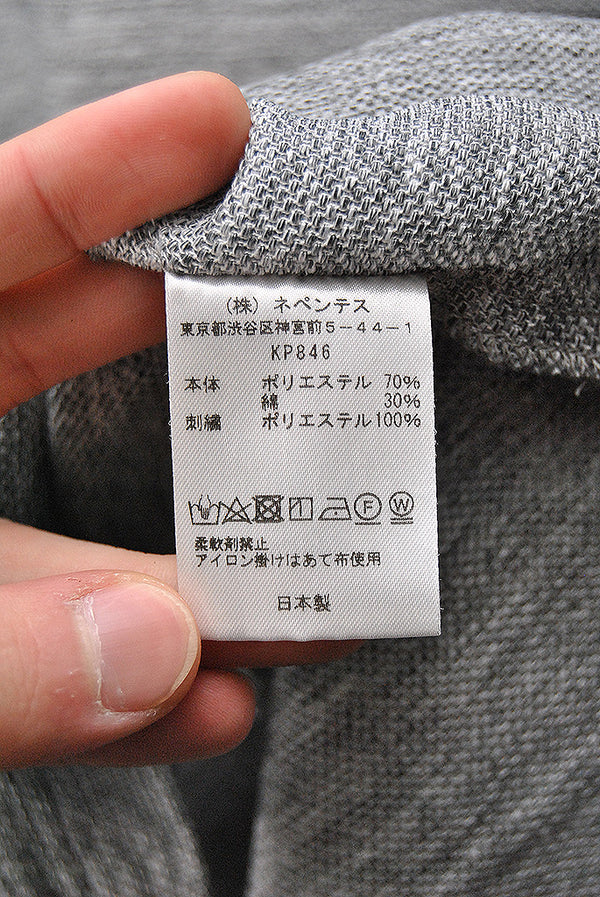 （株）ネペンテス
東京都渋谷区神宮前5-44-1
KP846
本体 ポリエステル 70%
綿 30%
刺繍 ポリエステル100%
F W
柔軟剤禁止
アイロン掛けはあて布使用
日本製